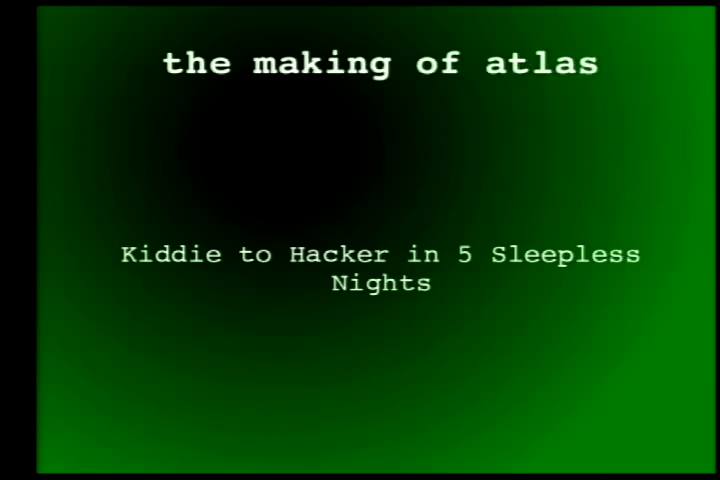 the making of atlas
Kiddie to Hacker in 5 Sleepless
Nights